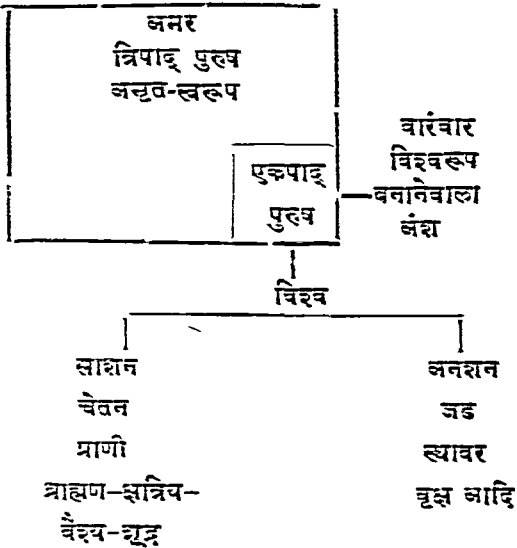 अमर
त्रिपाद् पुरुष
अमृत-स्वरूप
एकपाद्
पुरुष
वारंवार
विश्वरूप
बनानेवाला
अंश
विश्व
साशन
चेतन
प्राणी
ब्राह्मण–क्षत्रिय–
वैश्य-शूद्र
अनशन
जड
स्थावर
वृक्ष आदि